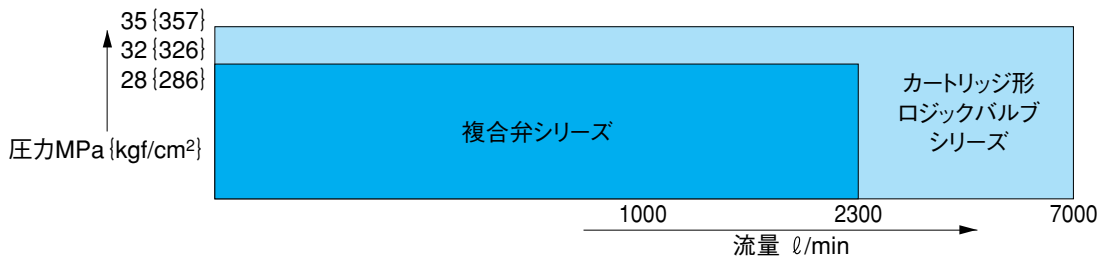 35{357}
32{326}
28{286}
圧力MPa{kgf/cm²}
複合弁シリーズ
カートリッジ形
ロジックバルブ
シリーズ
1000
2300
7000
流量 ℓ/min